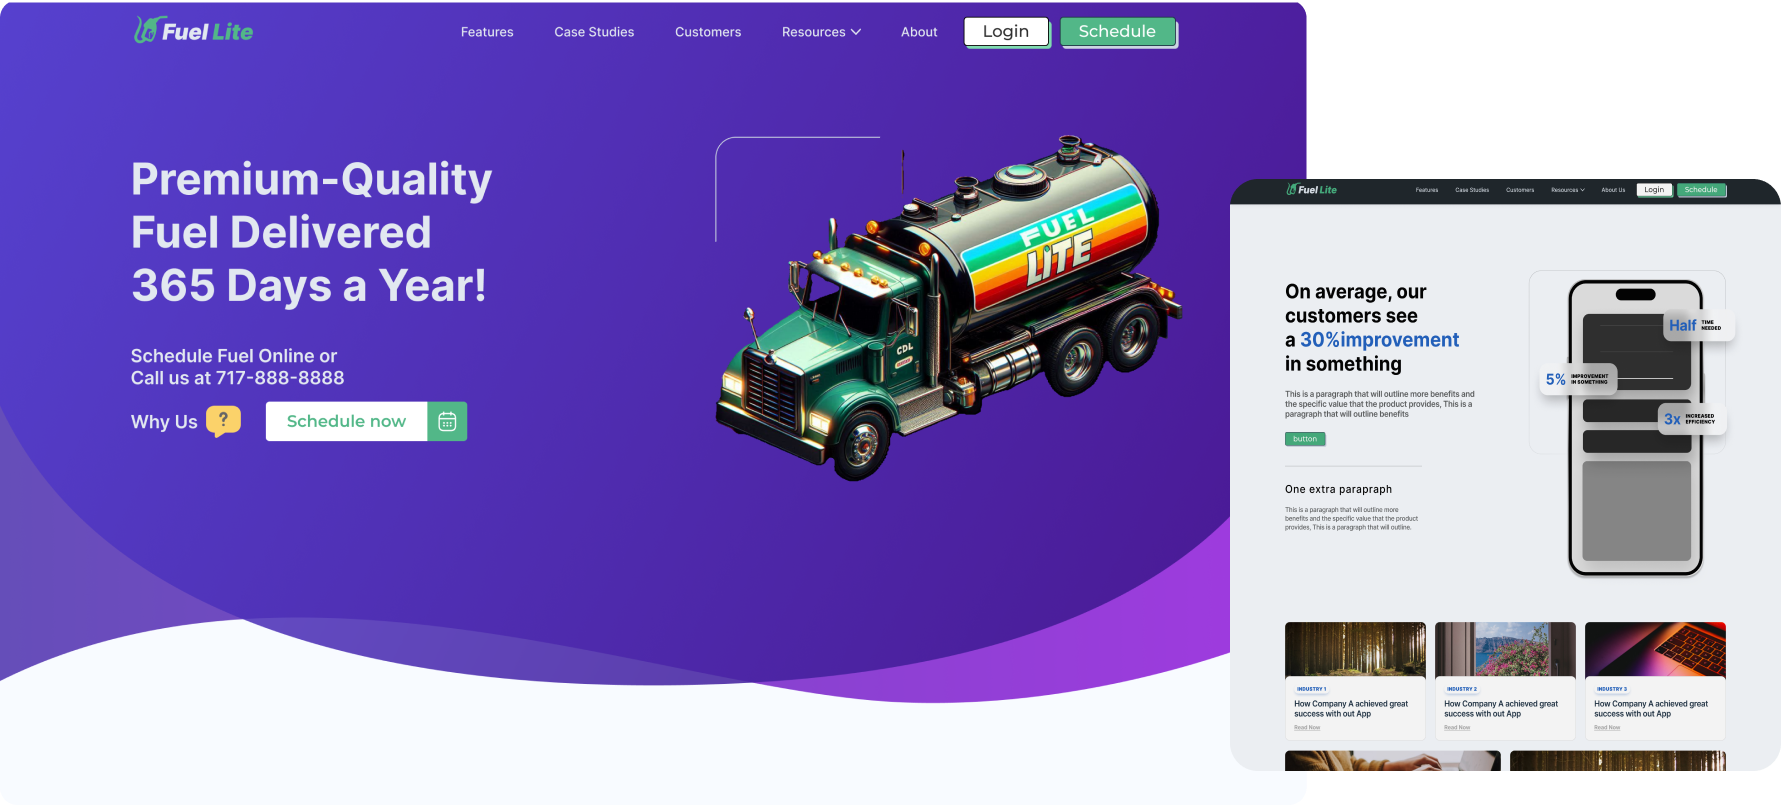 Fuel Lite
Features
Case Studies
Customers
Resources
About
Login
Schedule
Premium-Quality
Fuel Delivered
365 Days a Year!
Schedule Fuel Online or
Call us at 717-888-8888
Why Us
?
Schedule now
FUEL
LITE
CDL
Fuel Lite
Features
Case Studies
Customers
Resources
About Us
Login
Schedule
On average, our
customers see
a 30%improvement
in something
This is a paragraph that will outline more benefits and
the specific value that the product provides, This is a
paragraph that will outline benefits
button
One extra parapraph
This is a paragraph that will outline more
benefits and the specific value that the product
provides, This is a paragraph that will outline.
Half TIME
NEEDED
5% IMPROVEMENT
IN SOMETHING
3x INCREASED
EFFICIENCY
INDUSTRY 1
How Company A achieved great
success with out App
Read Now
INDUSTRY 2
How Company A achieved great
success with out App
Read Now
INDUSTRY 3
How Company A achieved great
success with out App
Read Now